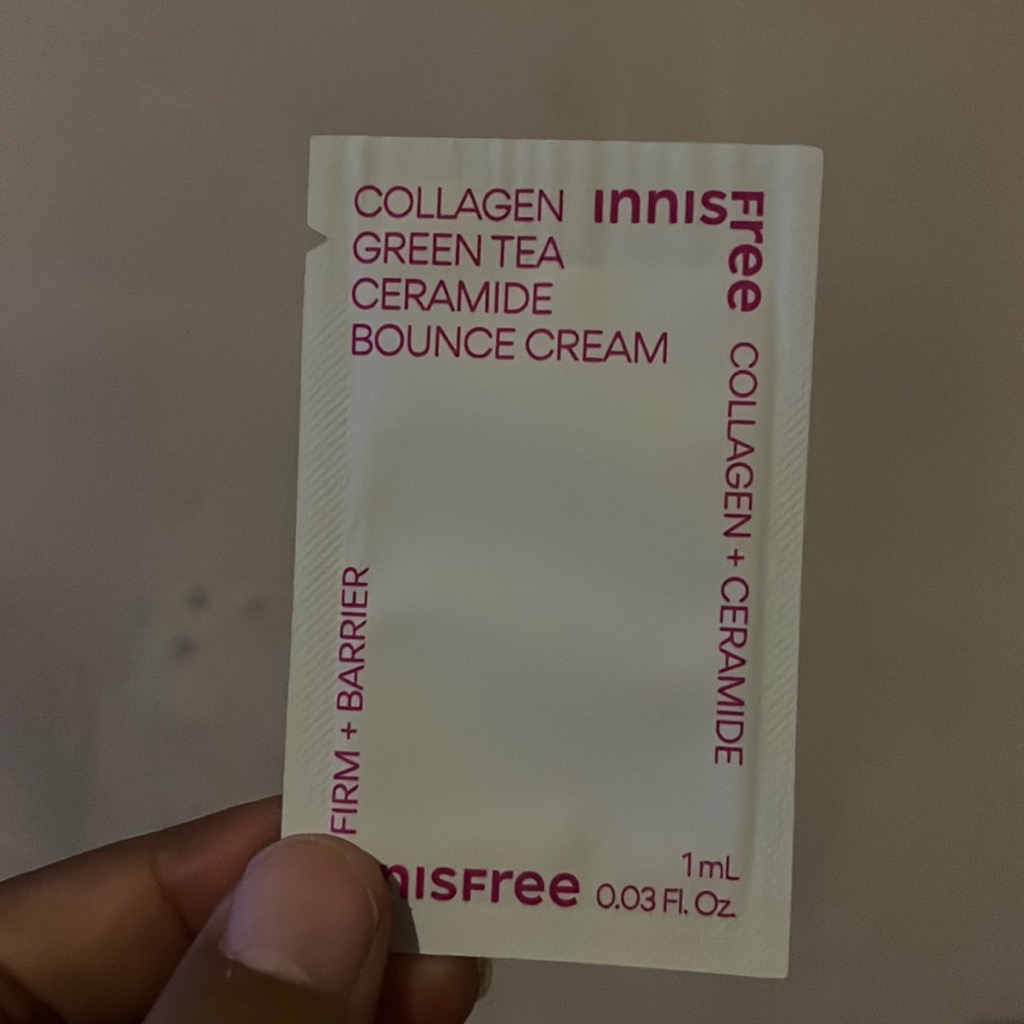 COLLAGEN
GREEN TEA
CERAMIDE
BOUNCE CREAM
INNISFree
COLLAGEN + CERAMIDE
FIRM + BARRIER
1 mL
0.03 Fl. Oz.